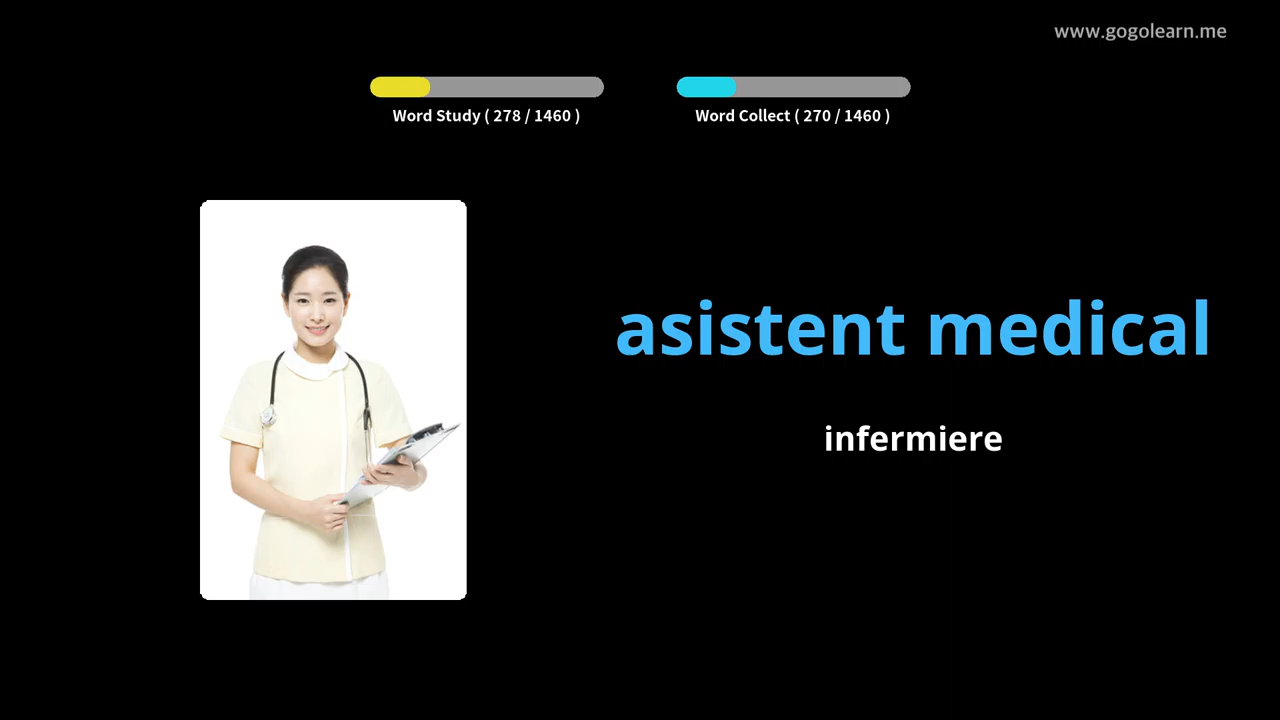 www.gogolearn.me
Word Study ( 278 / 1460 )
Word Collect ( 270 / 1460 )
asistent medical
infermiere